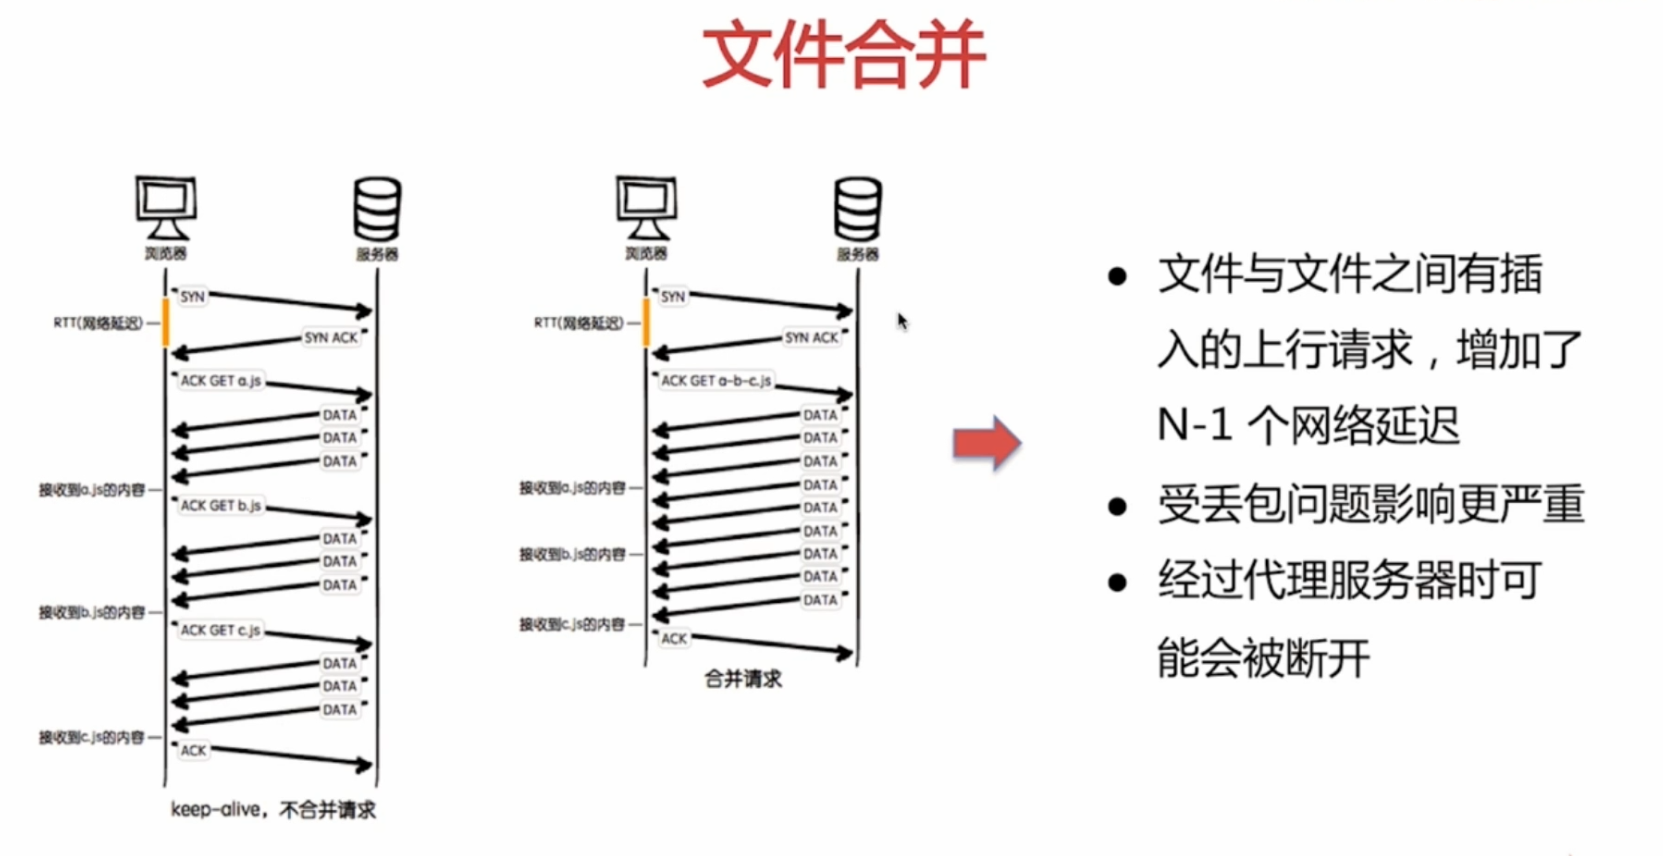 文件合并
浏览器
服务器
SYN
RTT(网络延迟)
SYN ACK
ACK GET a.js
DATA
DATA
DATA
接收到a.js的内容
ACK GET b.js
DATA
DATA
DATA
接收到b.js的内容
ACK GET c.js
DATA
DATA
DATA
接收到c.js的内容
ACK
keep-alive，不合并请求
浏览器
服务器
SYN
RTT(网络延迟)
SYN ACK
ACK GET a-b-c.js
DATA
DATA
DATA
接收到a.js的内容
DATA
DATA
DATA
接收到b.js的内容
DATA
DATA
DATA
接收到c.js的内容
ACK
合并请求
● 文件与文件之间有插
入的上行请求，增加了
N-1 个网络延迟
● 受丢包问题影响更严重
● 经过代理服务器时可
能会被断开